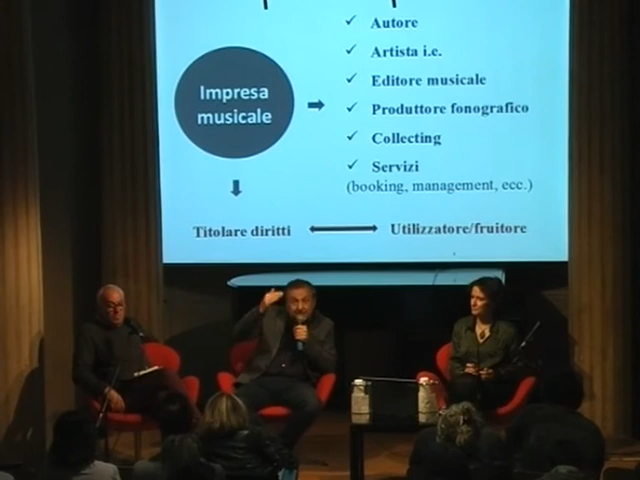 Autore
Artista i.e.
Impresa
musicale
Editore musicale
Produttore fonografico
Collecting
Servizi
(booking, management, ecc.)
Titolare diritti
Utilizzatore/fruitore